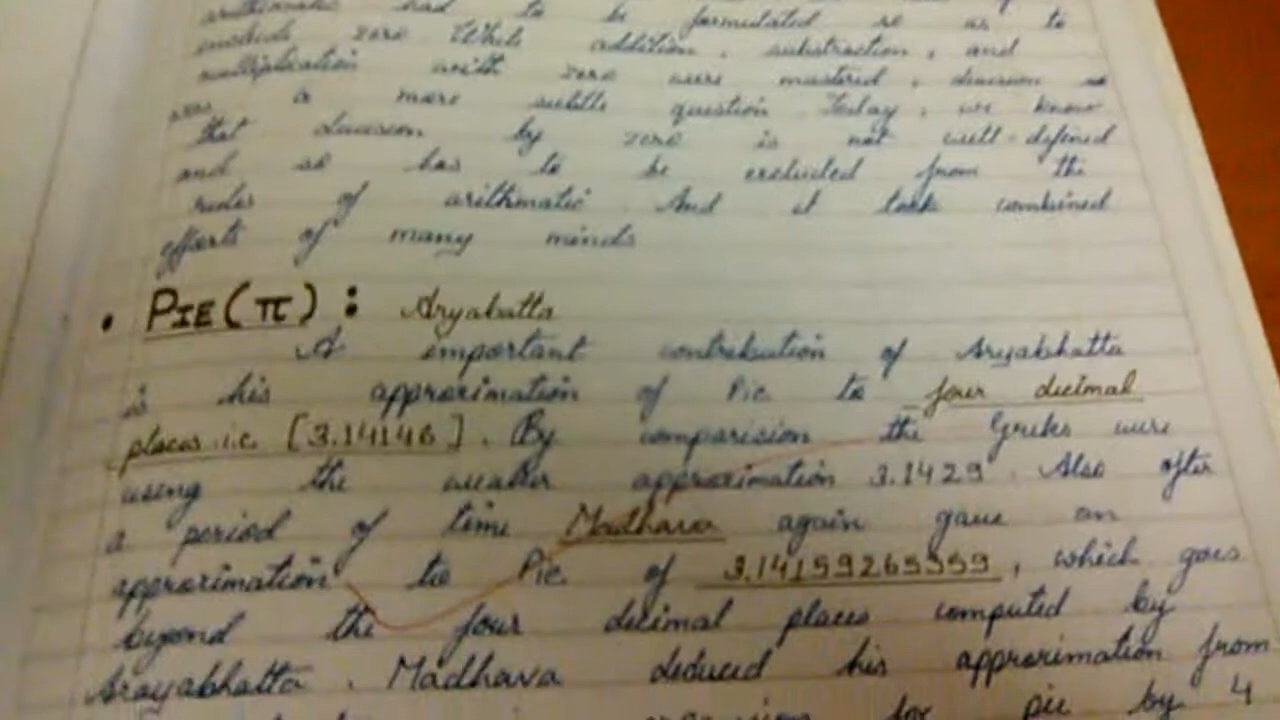 arithmatic had to be formulated so as to
include zero While addition, substraction, and
multiplication with zero were mastered, division
was a more subtle question Today, we know
that division by zero is not well-defined
and so has to be excluded from the
rules of arithmatic And it took combined
efforts of many minds
• PIE(π) : Aryabatta
A important contribution of Aryabhatta
is his approximation of Pie to four decimal
places i.e. [3.14146]. By comparision the Greeks were
using the weaker approximation 3.1429. Also after
a period of time Madhava again gave an
approximation to Pie of 3.14159265359, which goes
beyond the four decimal places computed by
Arayabhatta. Madhava deduced his approximation from
for pie by 4